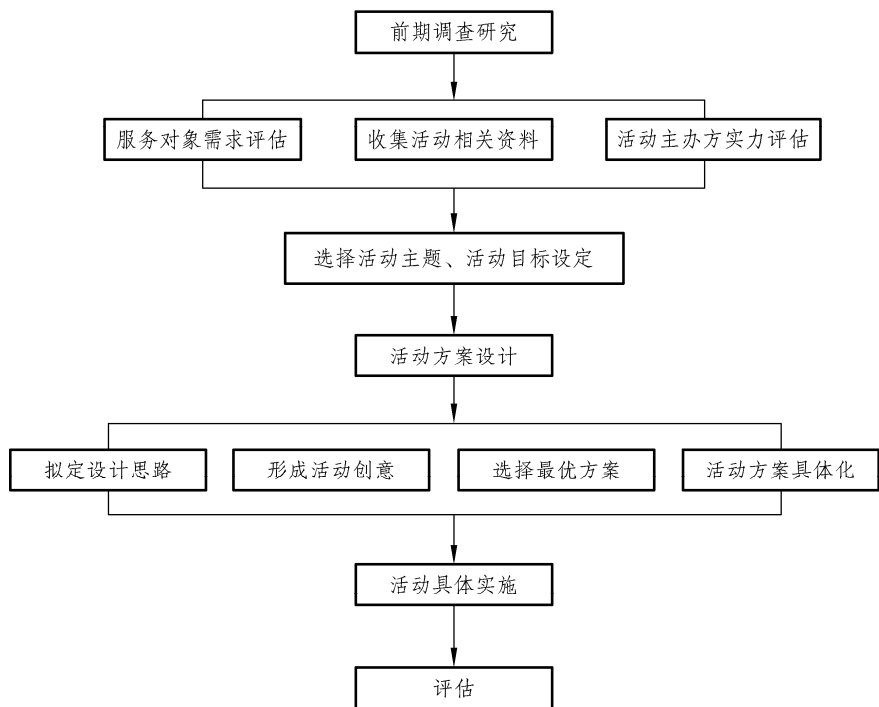 前期调查研究
服务对象需求评估
收集活动相关资料
活动主办方实力评估
选择活动主题、活动目标设定
活动方案设计
拟定设计思路
形成活动创意
选择最优方案
活动方案具体化
活动具体实施
评估